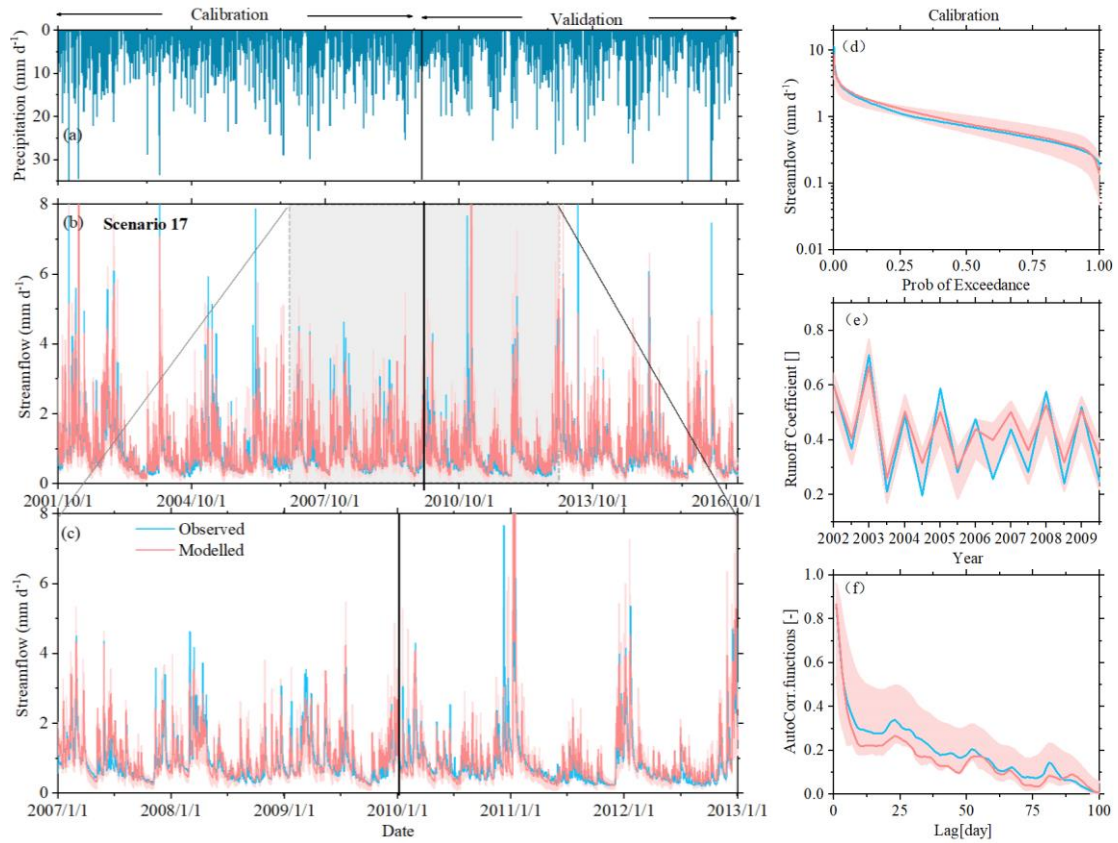 Calibration
Validation
Calibration
0
10
20
30
Precipitation (mm d⁻¹)
(a)
8
6
4
2
0
Streamflow (mm d⁻¹)
(b)
Scenario 17
2001/10/1
2004/10/1
2007/10/1
2010/10/1
2013/10/1
2016/10/1
8
6
4
2
0
Streamflow (mm d⁻¹)
(c)
Observed
Modelled
2007/1/1
2008/1/1
2009/1/1
2010/1/1
2011/1/1
2012/1/1
2013/1/1
Date
(d)
10
1
0.1
0.01
Streamflow (mm d⁻¹)
0.00
0.25
0.50
0.75
1.00
Prob of Exceedance
(e)
0.8
0.6
0.4
0.2
Runoff Coefficient []
2002
2003
2004
2005
2006
2007
2008
2009
Year
(f)
1.0
0.8
0.6
0.4
0.2
0.0
AutoCorr.functions [-]
0
25
50
75
100
Lag[day]